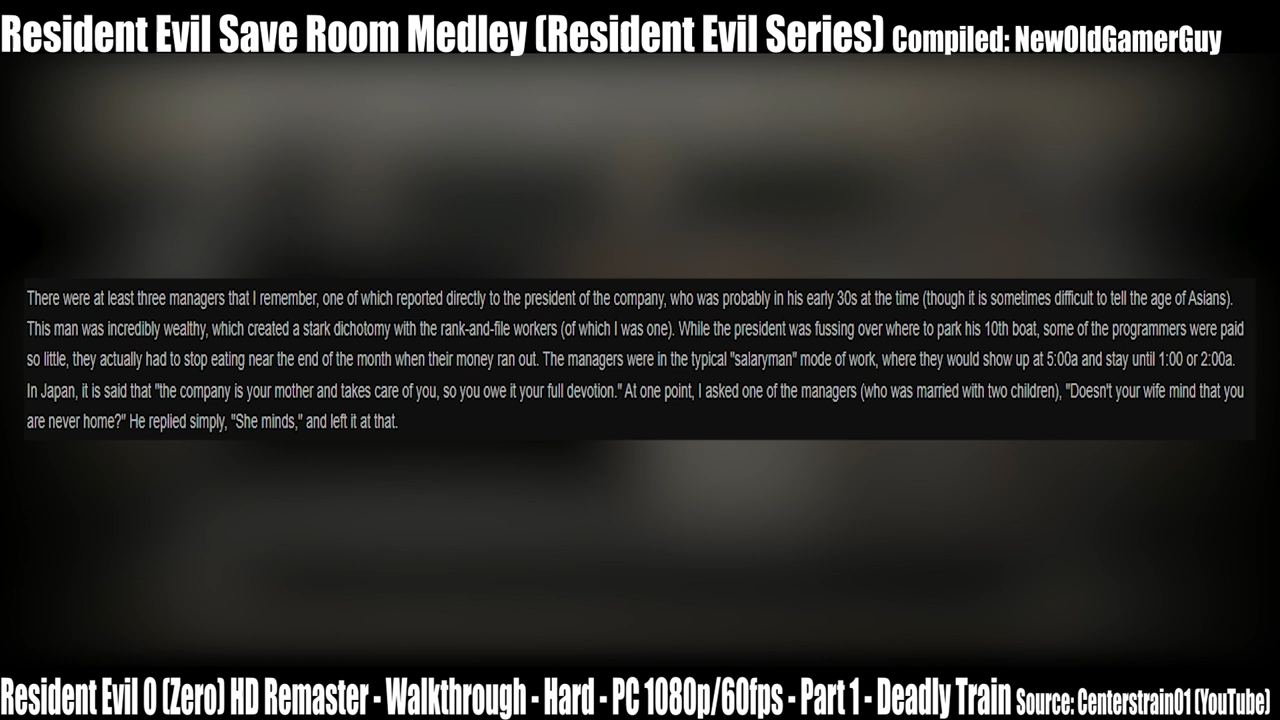 Resident Evil Save Room Medley (Resident Evil Series) Compiled: NewOldGamerGuy
There were at least three managers that I remember, one of which reported directly to the president of the company, who was probably in his early 30s at the time (though it is sometimes difficult to tell the age of Asians).
This man was incredibly wealthy, which created a stark dichotomy with the rank-and-file workers (of which I was one). While the president was fussing over where to park his 10th boat, some of the programmers were paid
so little, they actually had to stop eating near the end of the month when their money ran out. The managers were in the typical "salaryman" mode of work, where they would show up at 5:00a and stay until 1:00 or 2:00a.
In Japan, it is said that "the company is your mother and takes care of you, so you owe it your full devotion." At one point, I asked one of the managers (who was married with two children), "Doesn't your wife mind that you
are never home?" He replied simply, "She minds," and left it at that.
Resident Evil 0 (Zero) HD Remaster - Walkthrough - Hard - PC 1080p/60fps - Part 1 - Deadly Train Source: Centerstrain01 (YouTube)